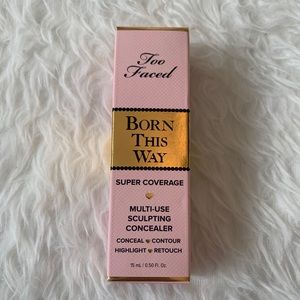 Too
Faced
BORN
THIS
WAY
SUPER COVERAGE
MULTI-USE
SCULPTING
CONCEALER
CONCEAL CONTOUR
HIGHLIGHT RETOUCH
15 mL / 0.50 Fl. Oz.